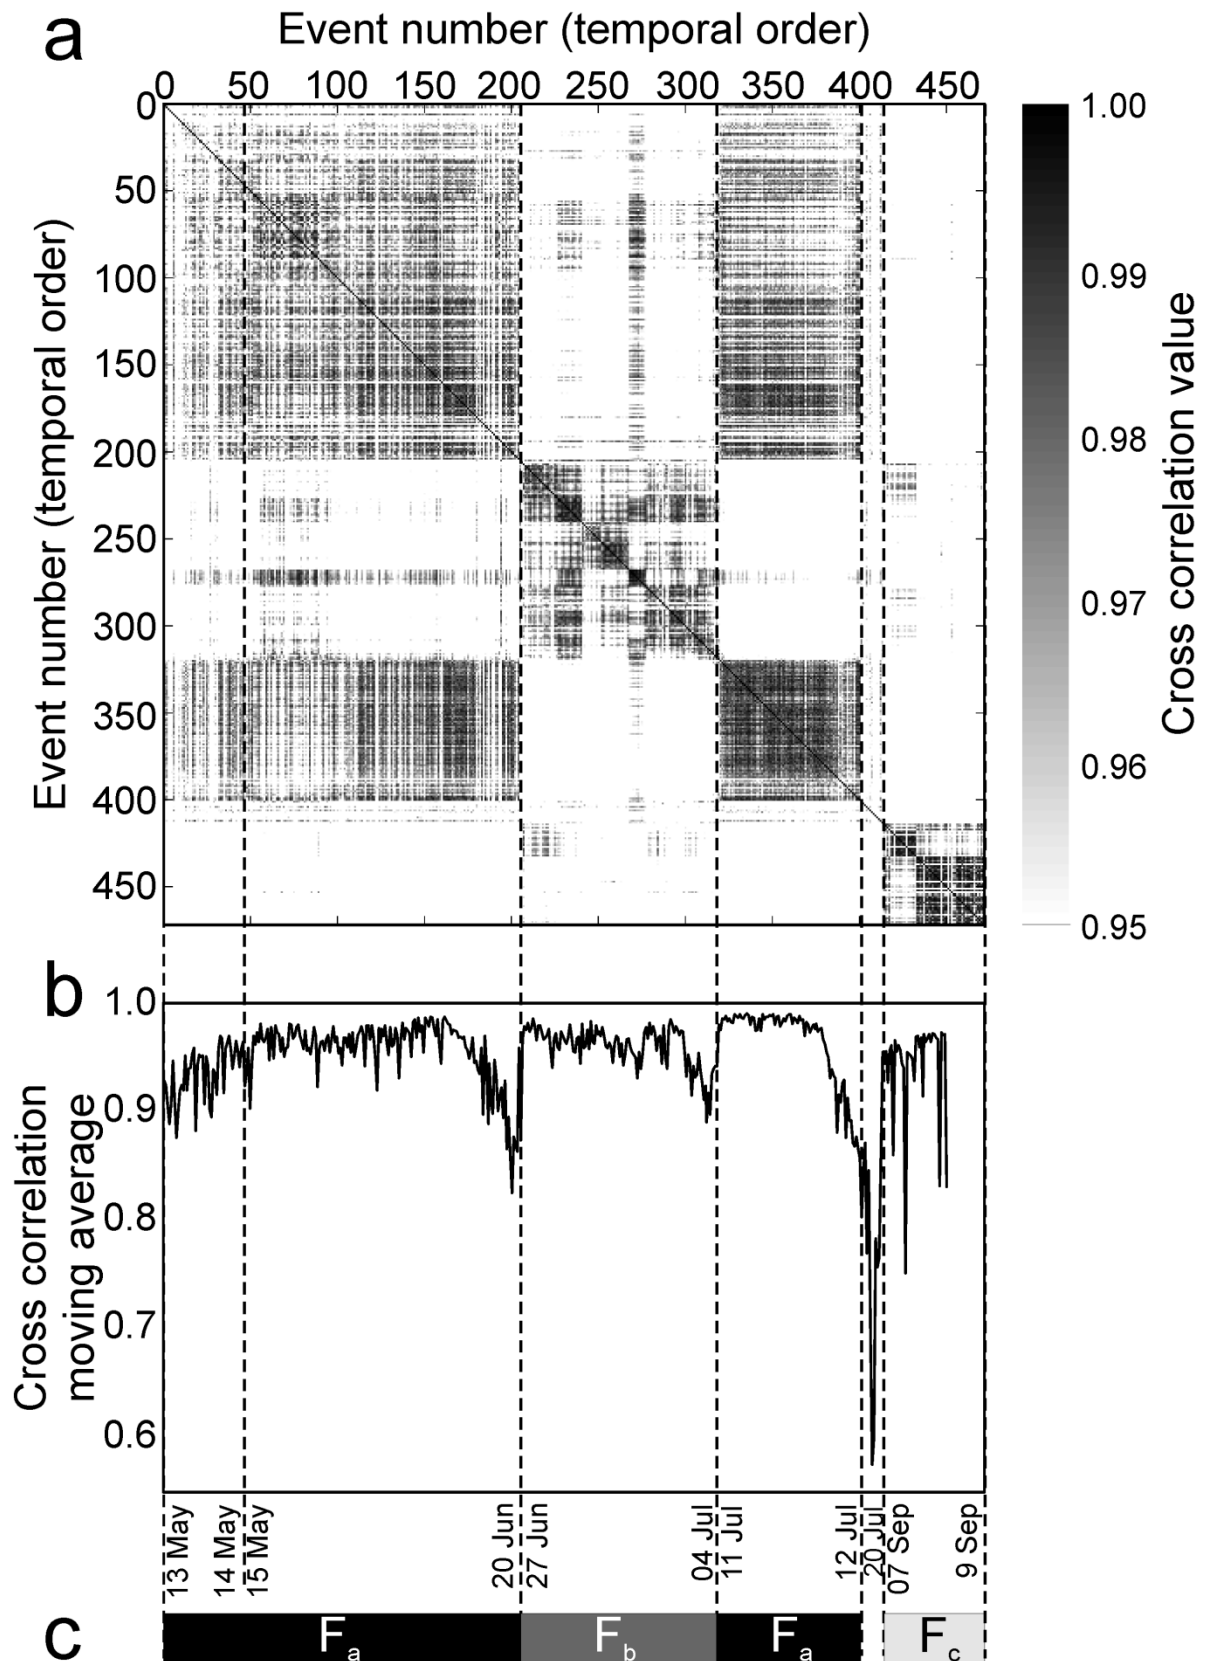 a
Event number (temporal order)
0 50 100 150 200 250 300 350 400 450
0
50
100
150
200
250
300
350
400
450
Event number (temporal order)
1.00
0.99
0.98
0.97
0.96
0.95
Cross correlation value
b
1.0
0.9
0.8
0.7
0.6
Cross correlation
moving average
13 May
14 May
15 May
20 Jun
27 Jun
04 Jul
11 Jul
12 Jul
20 Jul
07 Sep
9 Sep
c
Fa Fb Fa Fc